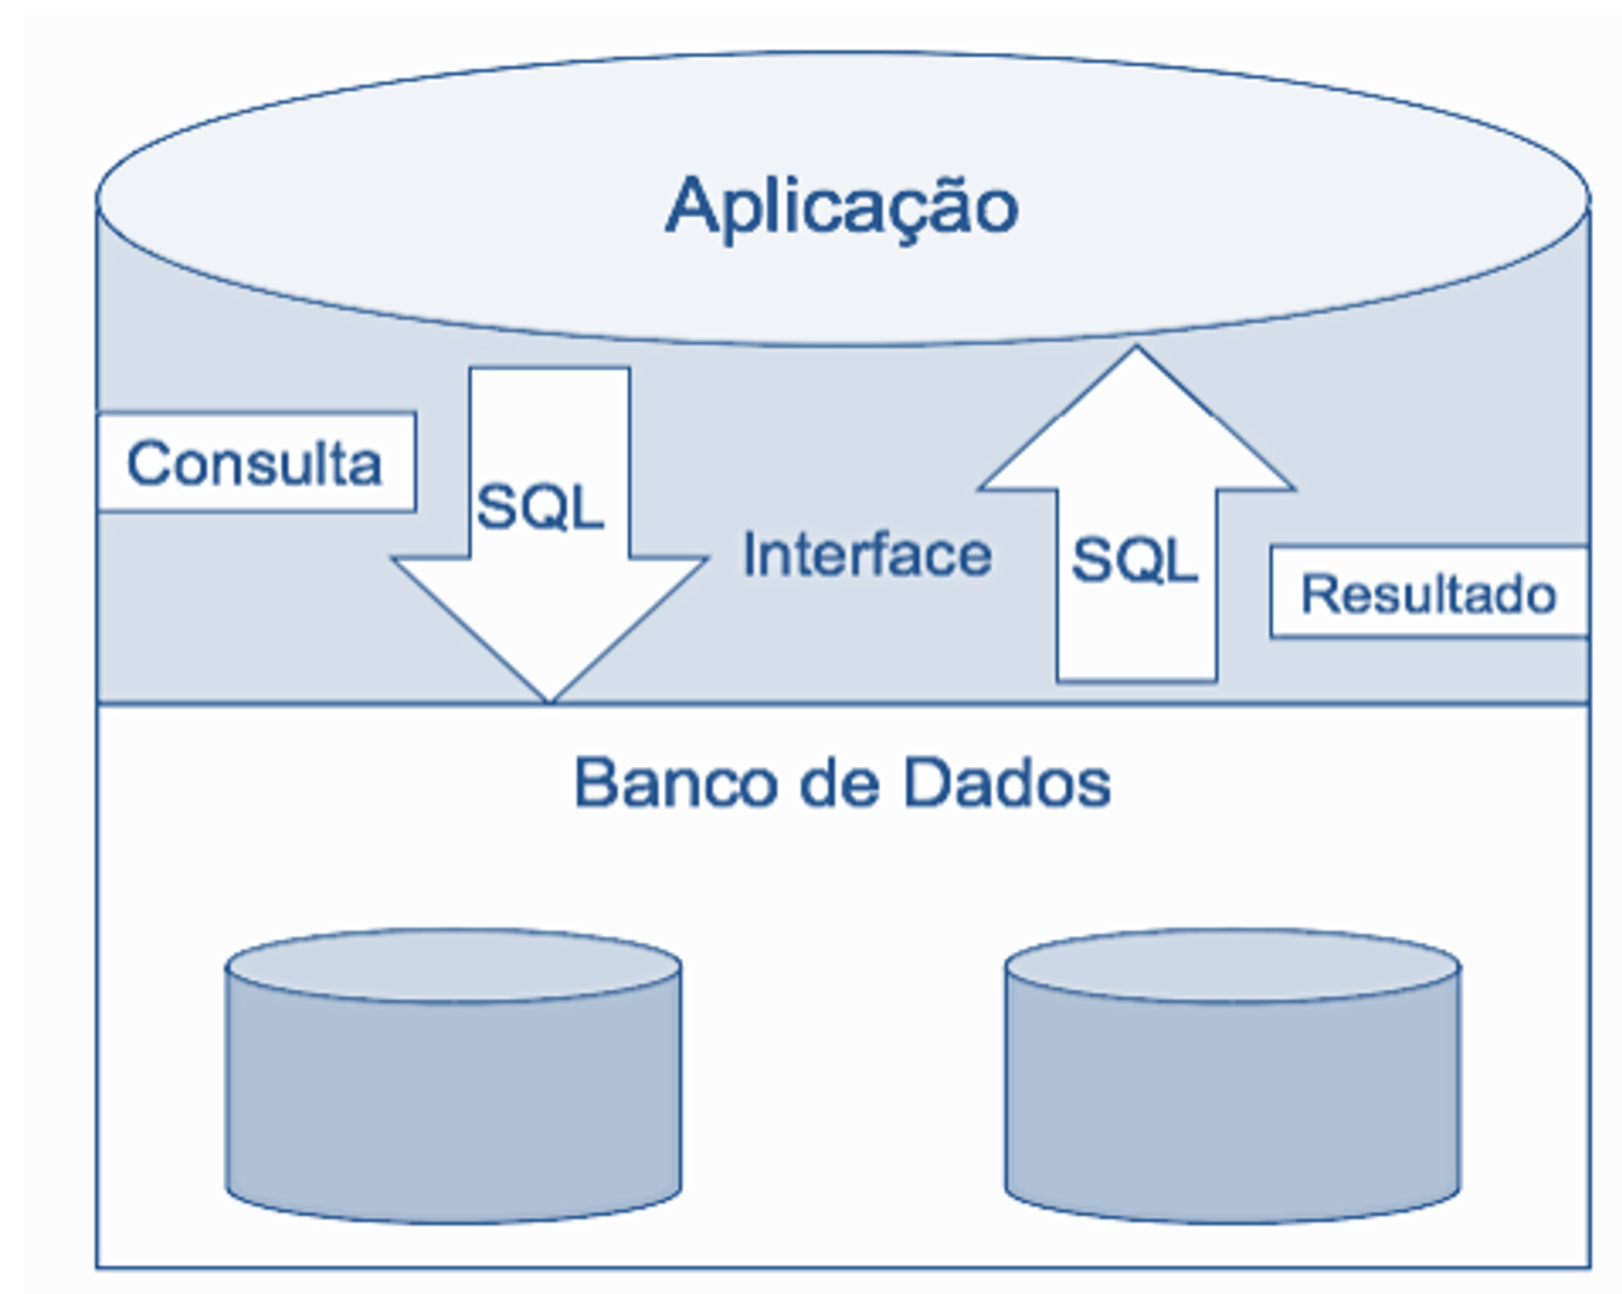 Aplicação
Consulta
SQL
Interface
SQL
Resultado
Banco de Dados